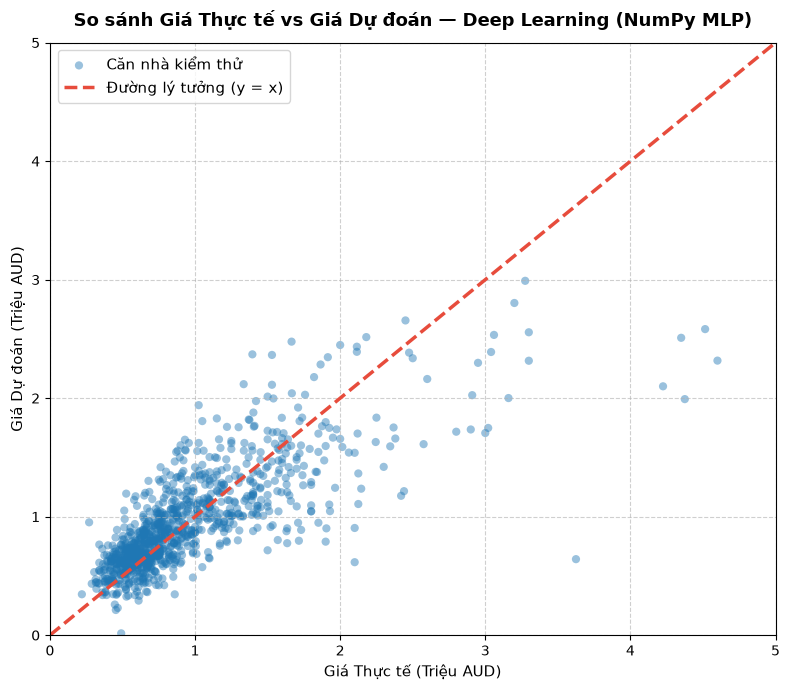 So sánh Giá Thực tế vs Giá Dự đoán — Deep Learning (NumPy MLP)
Căn nhà kiểm thử
Đường lý tưởng (y = x)
Giá Dự đoán (Triệu AUD)
5
4
3
2
1
0
0 1 2 3 4 5
Giá Thực tế (Triệu AUD)